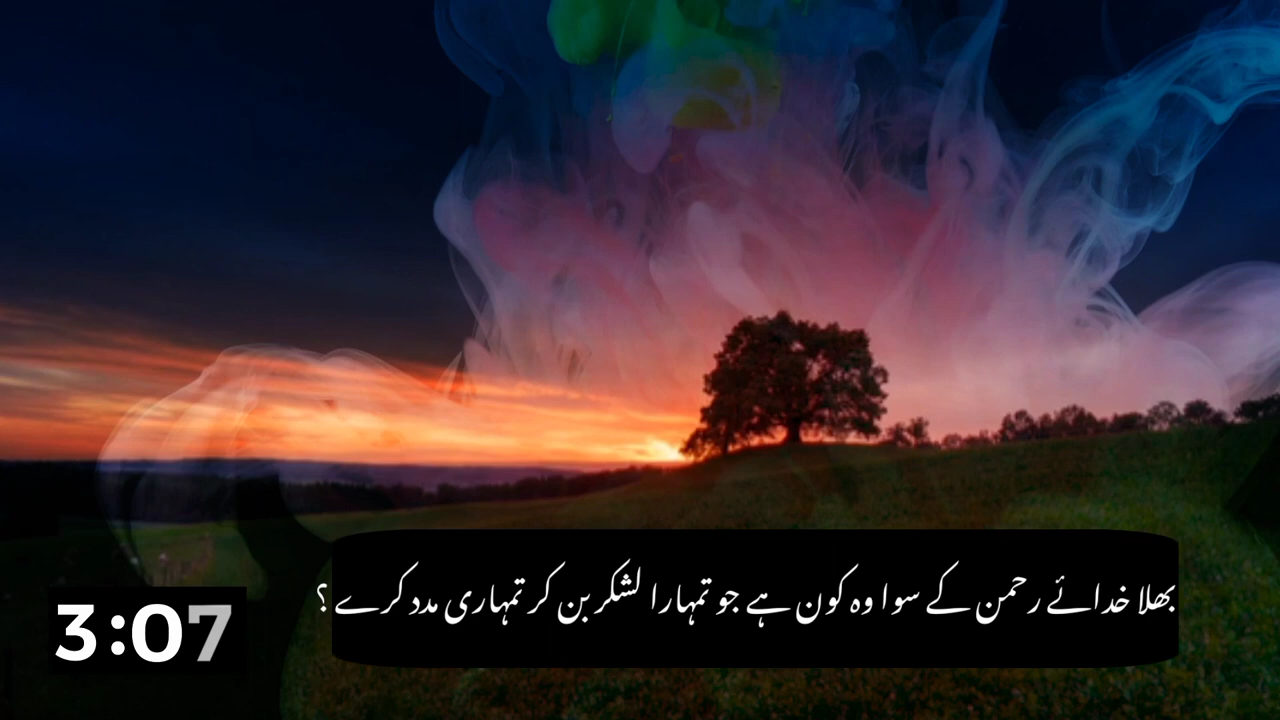 بھلا خدائے رحمن کے سوا وہ کون ہے جو تمہارا لشکر بن کر تمہاری مدد کرے ؟
3:07